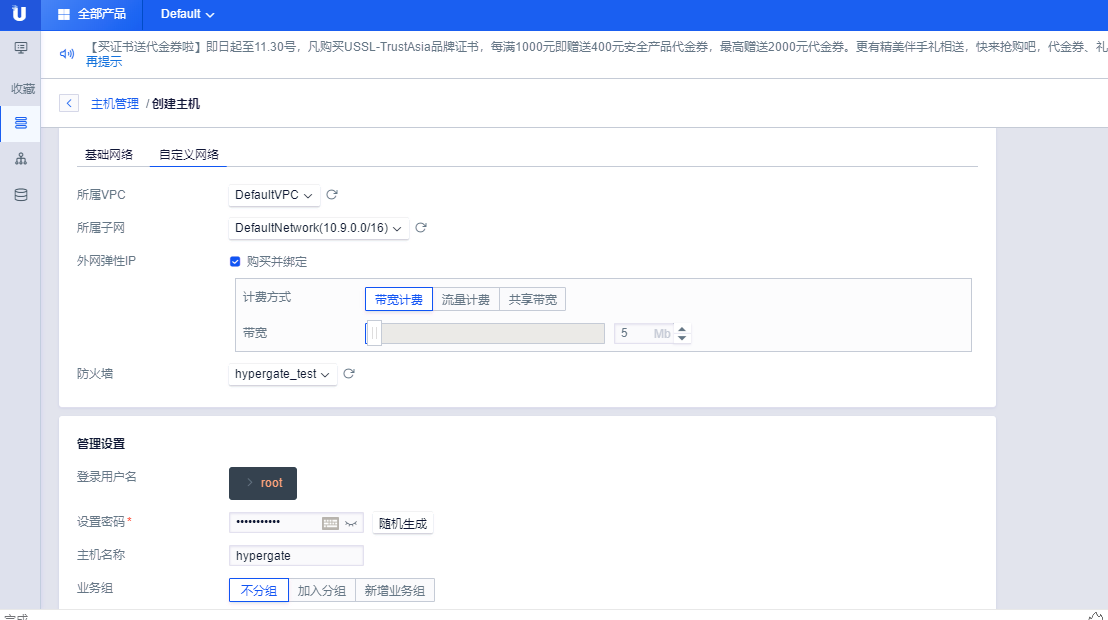 U 全部产品 Default
【买证书送代金券啦】即日起至11.30号，凡购买USSL-TrustAsia品牌证书，每满1000元即赠送400元安全产品代金券，最高赠送2000元代金券。更有精美伴手礼相送，快来抢购吧，代金券、礼
再提示
收藏
主机管理 / 创建主机
基础网络 自定义网络
所属VPC DefaultVPC
所属子网 DefaultNetwork(10.9.0.0/16)
外网弹性IP 购买并绑定
计费方式 带宽计费 流量计费 共享带宽
带宽 5 Mb
防火墙 hypergate_test
管理设置
登录用户名 root
设置密码* ••••••••••• 随机生成
主机名称 hypergate
业务组 不分组 加入分组 新增业务组